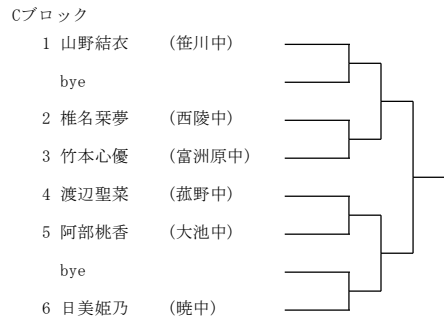 Cブロック
1 山野結衣 (笹川中)
bye
2 椎名栞夢 (西陵中)
3 竹本心優 (富洲原中)
4 渡辺聖菜 (菰野中)
5 阿部桃香 (大池中)
bye
6 日美姫乃 (暁中)